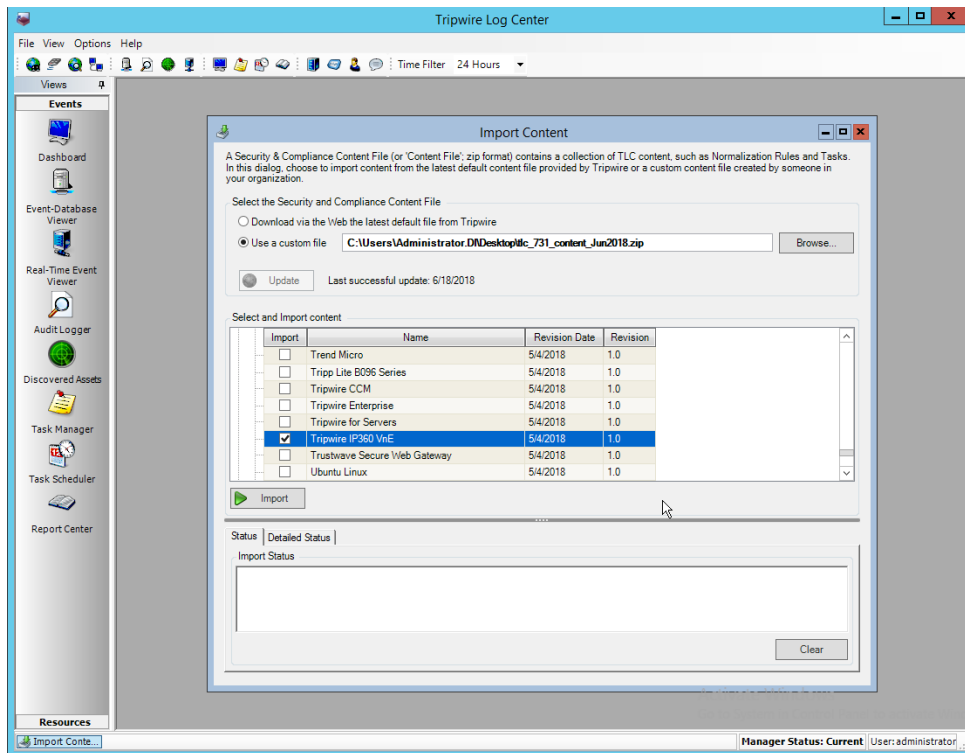 Tripwire Log Center
File View Options Help
Time Filter 24 Hours
Views
Events
Dashboard
Event-Database
Viewer
Real-Time Event
Viewer
Audit Logger
Discovered Assets
Task Manager
Task Scheduler
Report Center
Resources
Import Content
A Security & Compliance Content File (or 'Content File'; zip format) contains a collection of TLC content, such as Normalization Rules and Tasks.
In this dialog, choose to import content from the latest default content file provided by Tripwire or a custom content file created by someone in
your organization.
Select the Security and Compliance Content File
Download via the Web the latest default file from Tripwire
Use a custom file C:\Users\Administrator.DI\Desktop\tlc_731_content_Jun2018.zip Browse...
Update Last successful update: 6/18/2018
Select and Import content
Import Name Revision Date Revision
Trend Micro 5/4/2018 1.0
Tripp Lite B096 Series 5/4/2018 1.0
Tripwire CCM 5/4/2018 1.0
Tripwire Enterprise 5/4/2018 1.0
Tripwire for Servers 5/4/2018 1.0
Tripwire IP360 VnE 5/4/2018 1.0
Trustwave Secure Web Gateway 5/4/2018 1.0
Ubuntu Linux 5/4/2018 1.0
Import
Status Detailed Status
Import Status
Clear
Import Conte...
Manager Status: Current User: administrator